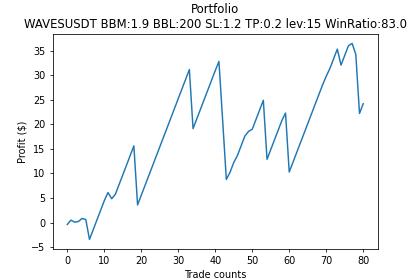 Portfolio
WAVESUSDT BBM:1.9 BBL:200 SL:1.2 TP:0.2 lev:15 WinRatio:83.0
35
30
25
20
15
10
5
0
−5
Profit ($)
0 10 20 30 40 50 60 70 80
Trade counts